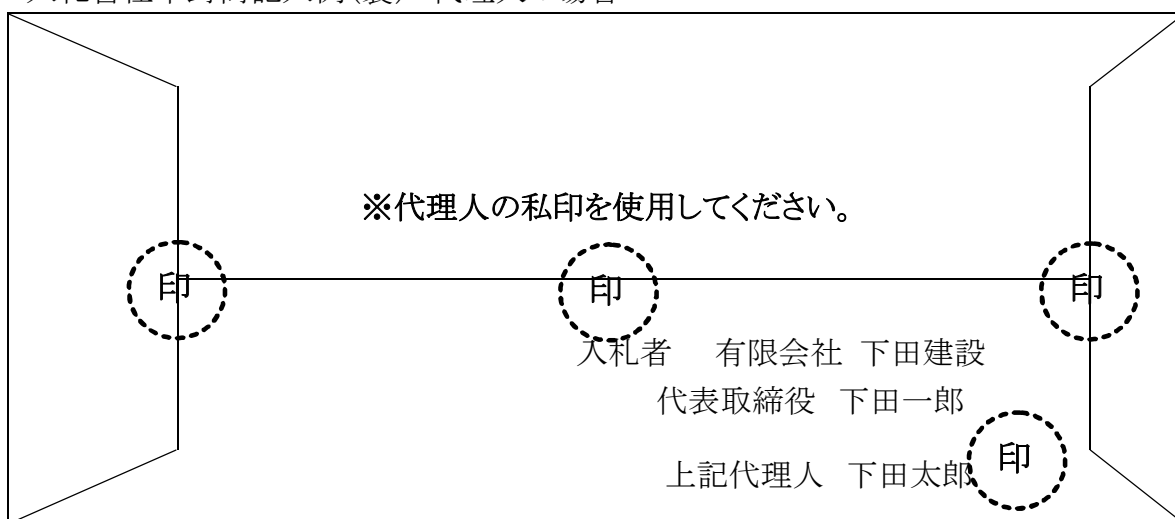 ※代理人の私印を使用してください。
印 印 印
入札者 有限会社 下田建設
代表取締役 下田一郎
上記代理人 下田太郎 印